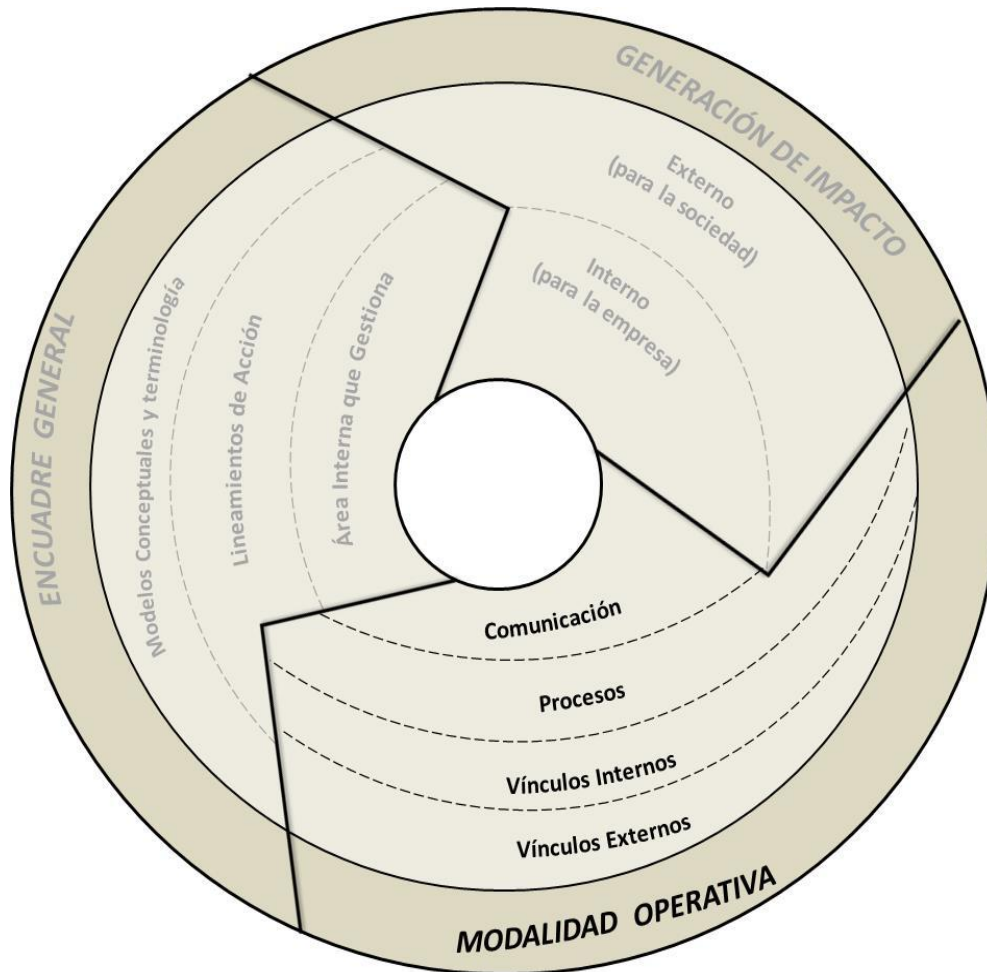 GENERACIÓN DE IMPACTO
Externo
(para la sociedad)
Interno
(para la empresa)
ENCUADRE GENERAL
Modelos Conceptuales y terminología
Lineamientos de Acción
Área Interna que Gestiona
Comunicación
Procesos
Vínculos Internos
Vínculos Externos
MODALIDAD OPERATIVA